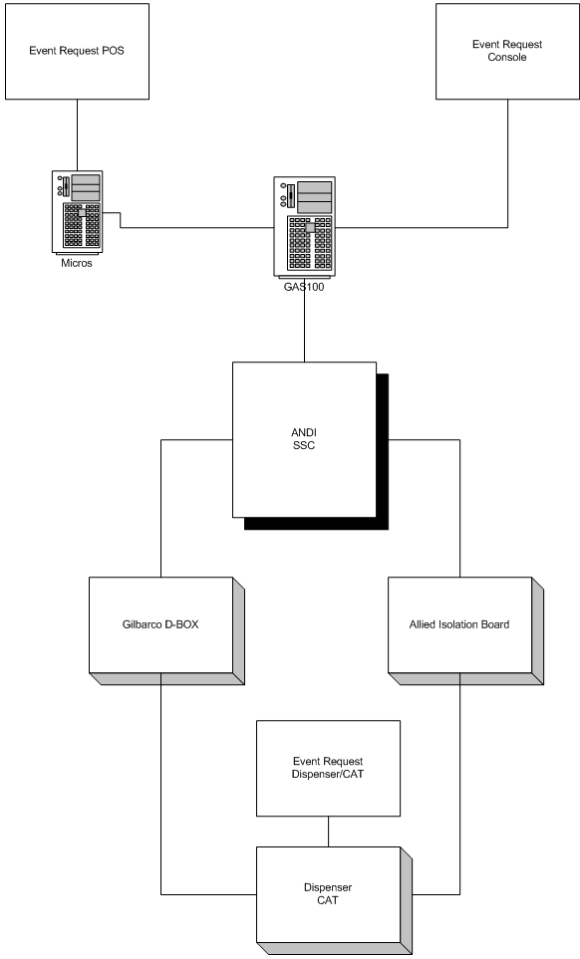 Event Request POS
Event Request
Console
Micros
GAS100
ANDI
SSC
Gilbarco D-BOX
Allied Isolation Board
Event Request
Dispenser/CAT
Dispenser
CAT